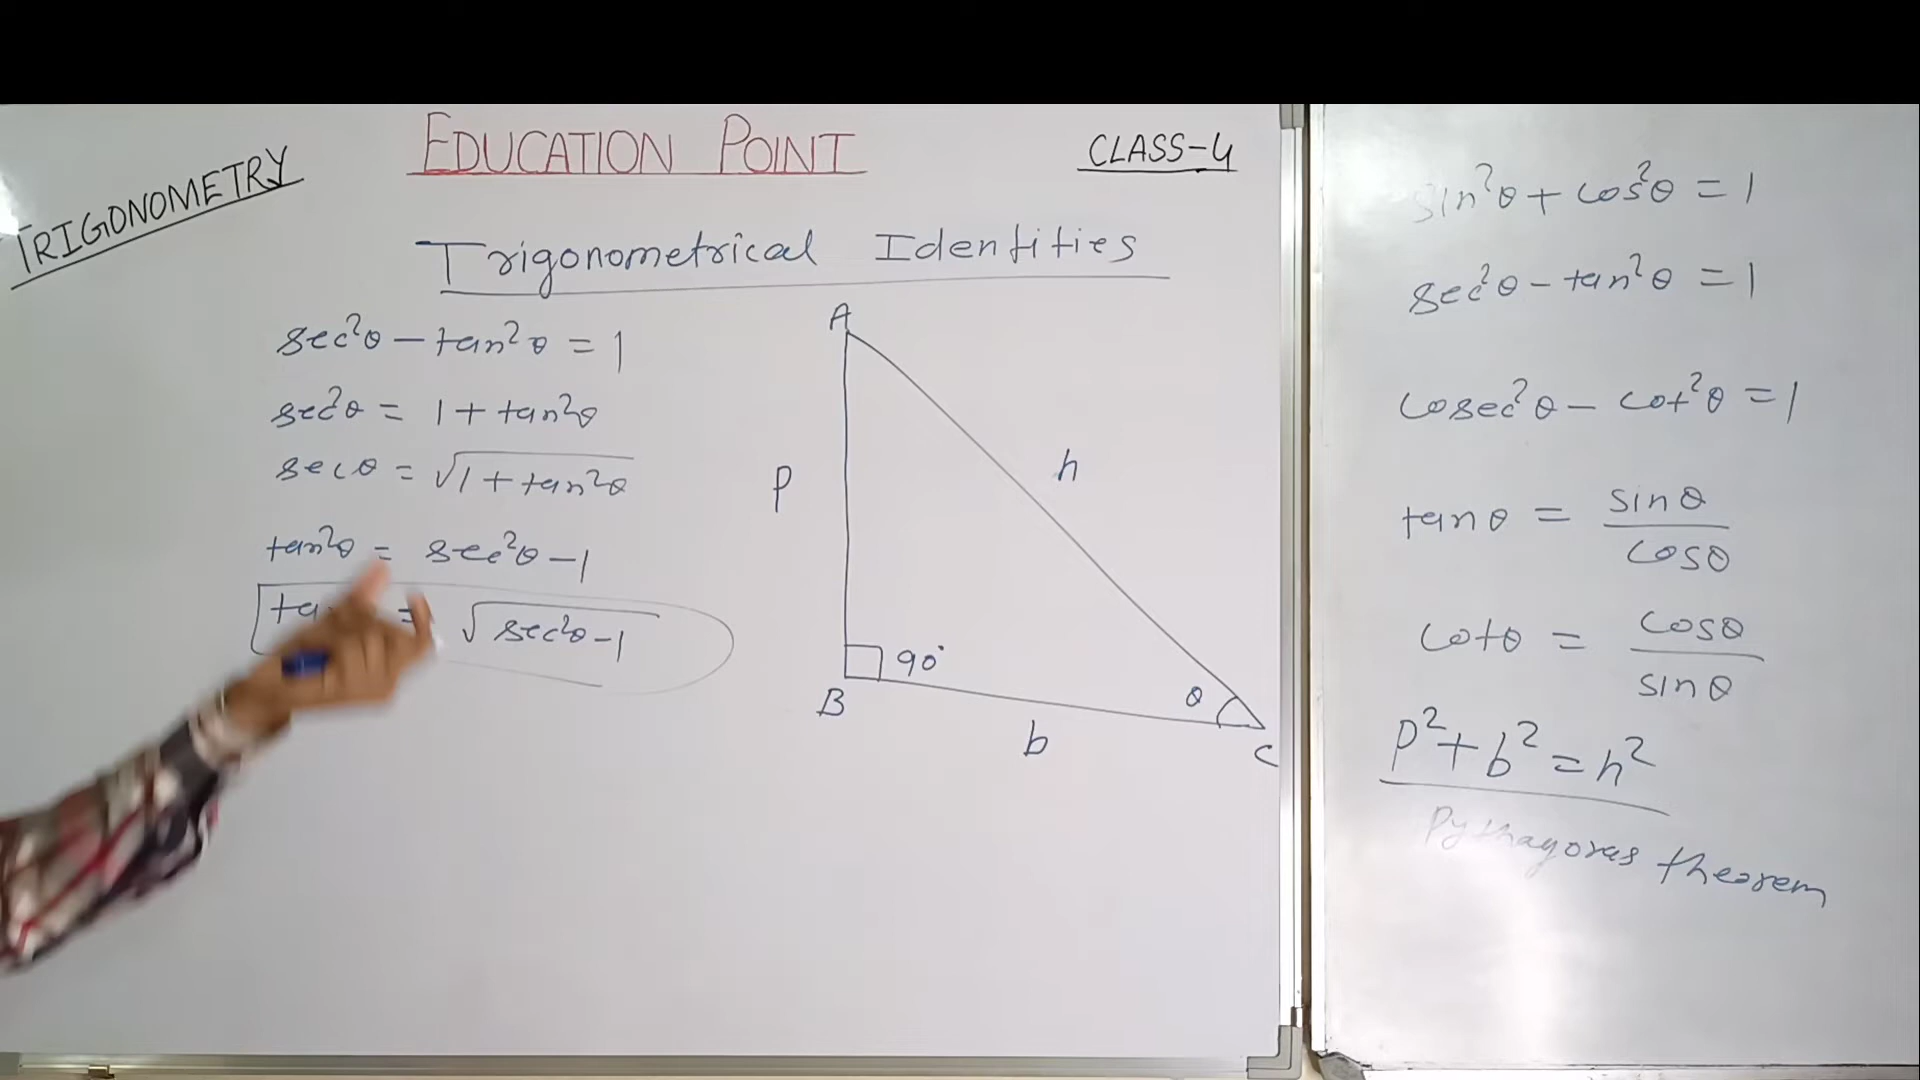 EDUCATION POINT
CLASS-4
TRIGONOMETRY
Trigonometrical Identities
sec²θ - tan²θ = 1
sec²θ = 1 + tan²θ
secθ = √1 + tan²θ
tan²θ = sec²θ - 1
= √sec²θ - 1
A
P
h
90°
B
θ
b
C
sin²θ + cos²θ = 1
sec²θ - tan²θ = 1
cosec²θ - cot²θ = 1
tanθ = sinθ / cosθ
cotθ = cosθ / sinθ
p² + b² = h²
Pythagoras theorem